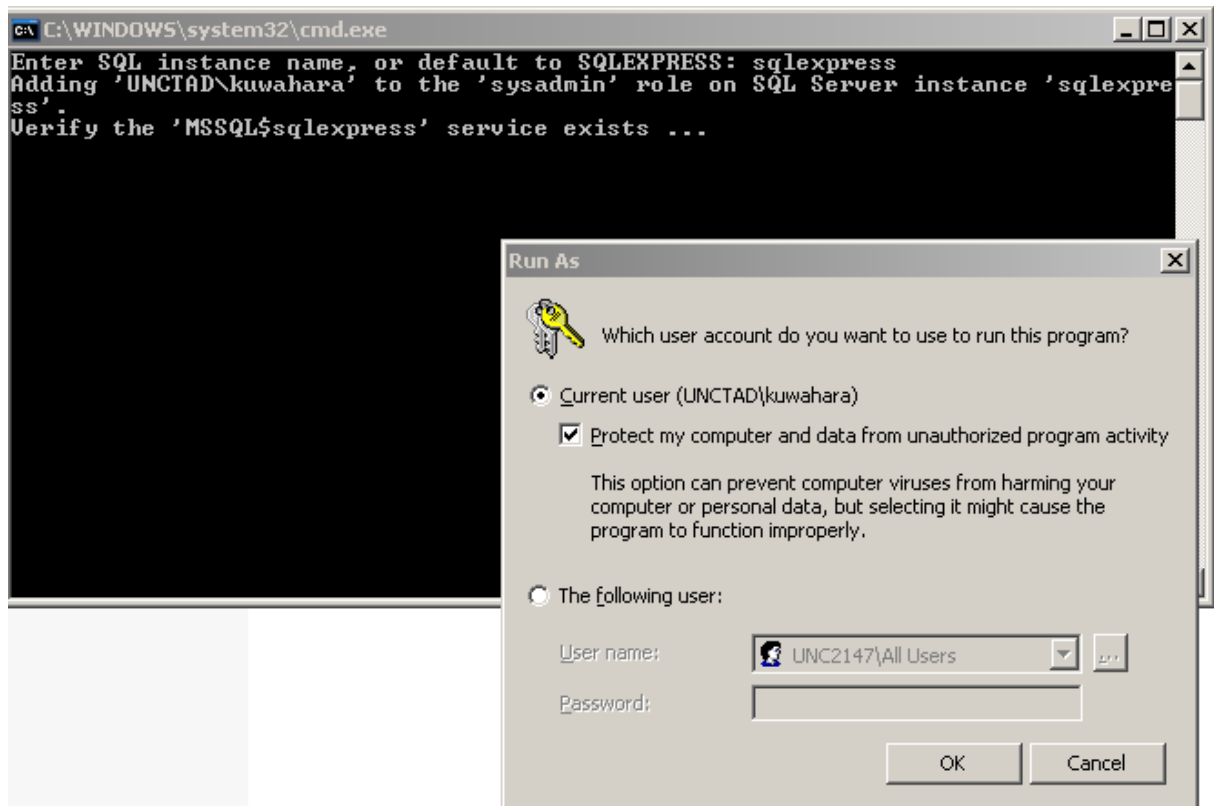 C:\WINDOWS\system32\cmd.exe
Enter SQL instance name, or default to SQLEXPRESS: sqlexpress
Adding 'UNCTAD\kuwahara' to the 'sysadmin' role on SQL Server instance 'sqlexpre
ss'.
Verify the 'MSSQL$sqlexpress' service exists ...
Run As
Which user account do you want to use to run this program?
Current user (UNCTAD\kuwahara)
Protect my computer and data from unauthorized program activity
This option can prevent computer viruses from harming your
computer or personal data, but selecting it might cause the
program to function improperly.
The following user:
User name: UNC2147\All Users ...
Password:
OK Cancel